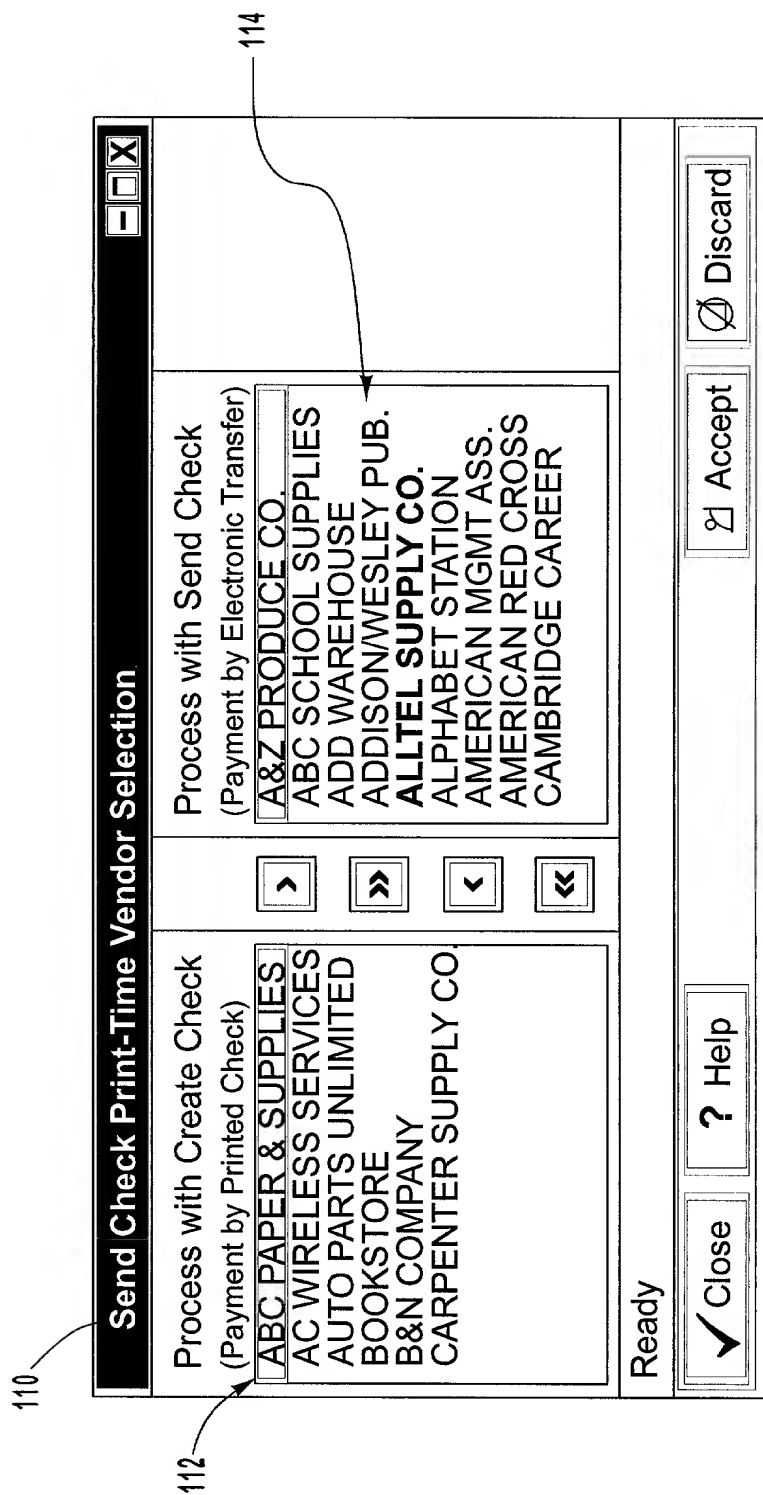 110
Send Check Print-Time Vendor Selection
112
Process with Create Check
(Payment by Printed Check)
ABC PAPER & SUPPLIES
AC WIRELESS SERVICES
AUTO PARTS UNLIMITED
BOOKSTORE
B&N COMPANY
CARPENTER SUPPLY CO.
>
>>
<
<<
Process with Send Check
(Payment by Electronic Transfer)
A&Z PRODUCE CO.
ABC SCHOOL SUPPLIES
ADD WAREHOUSE
ADDISON/WESLEY PUB.
ALLTEL SUPPLY CO.
ALPHABET STATION
AMERICAN MGMT ASS.
AMERICAN RED CROSS
CAMBRIDGE CAREER
114
Ready
Close
? Help
Accept
Discard